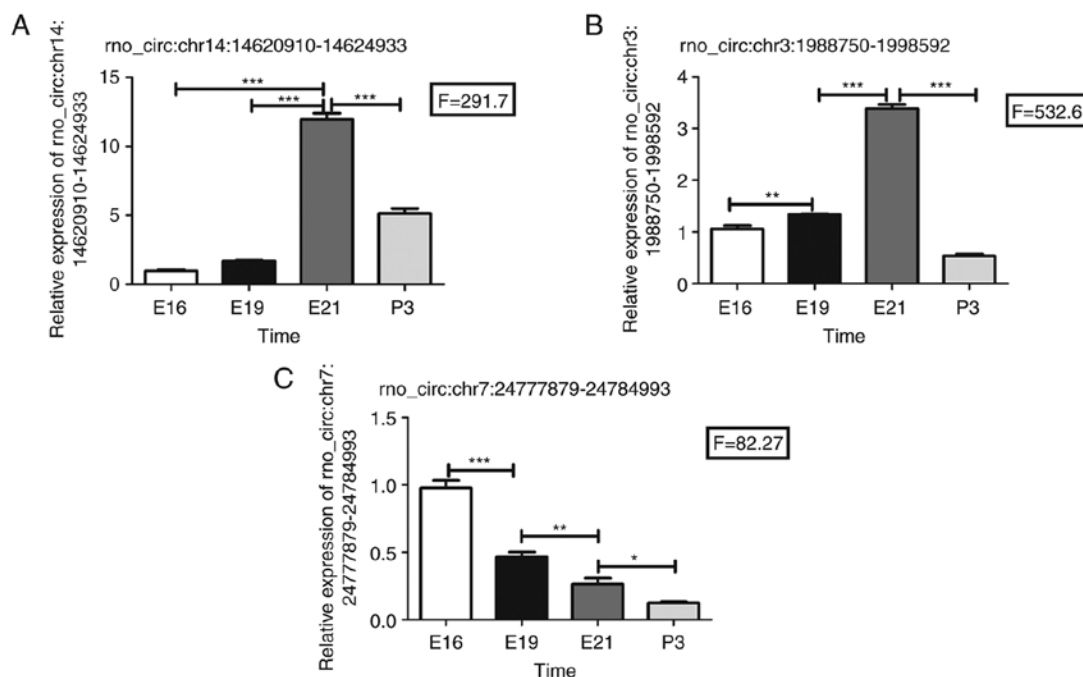 A
rno_circ:chr14:14620910-14624933
Relative expression of rno_circ:chr14:
14620910-14624933
15
10
5
0
***
***
***
F=291.7
E16 E19 E21 P3
Time
B
rno_circ:chr3:1988750-1998592
Relative expression of rno_circ:chr3:
1988750-1998592
4
3
2
1
0
**
***
***
F=532.6
E16 E19 E21 P3
Time
C
rno_circ:chr7:24777879-24784993
Relative expression of rno_circ:chr7:
24777879-24784993
1.5
1.0
0.5
0.0
***
**
*
F=82.27
E16 E19 E21 P3
Time